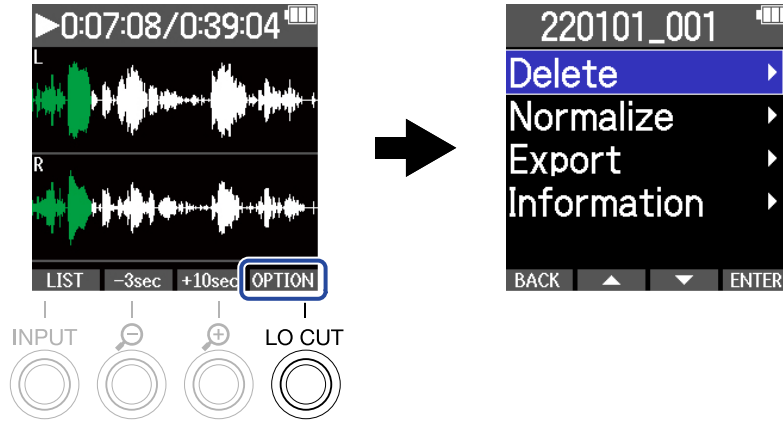 0:07:08/0:39:04
L
R
LIST -3sec +10sec OPTION
INPUT LO CUT
220101_001
Delete
Normalize
Export
Information
BACK ENTER